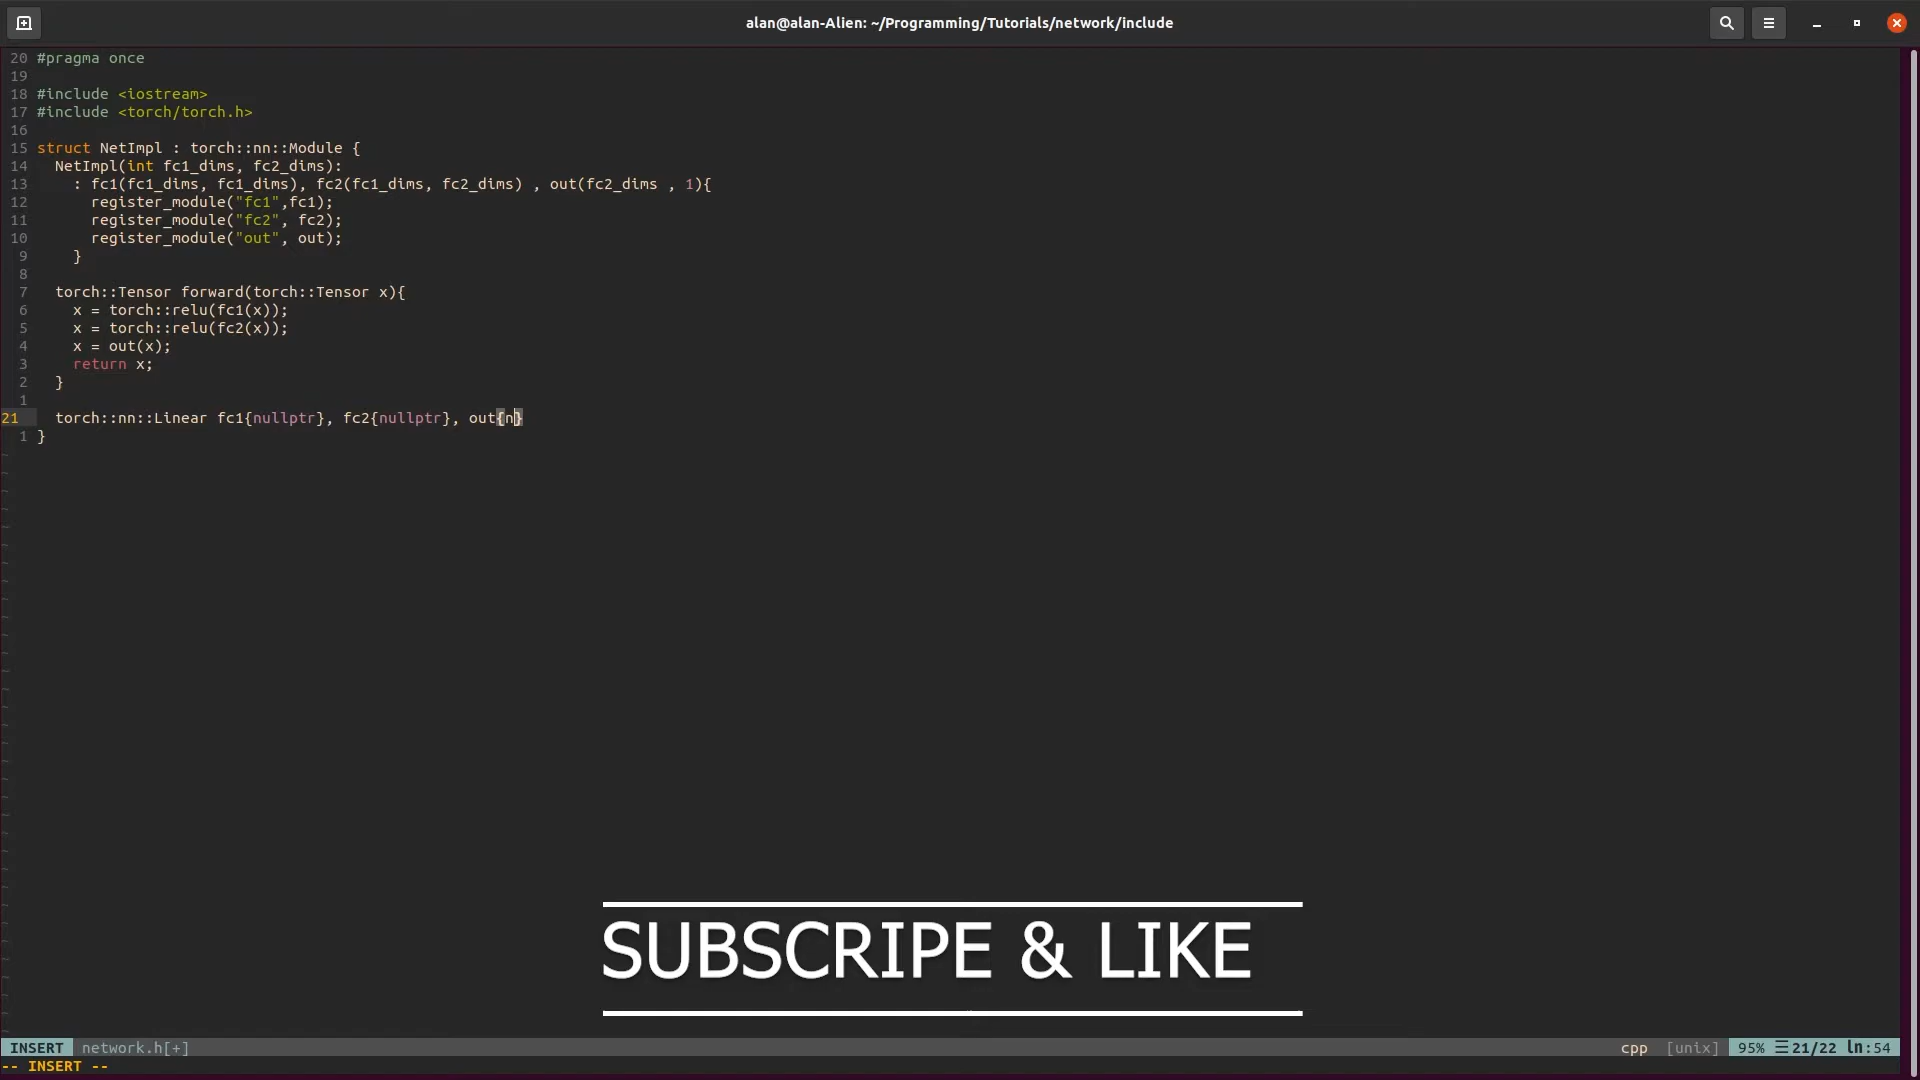 alan@alan-Alien: ~/Programming/Tutorials/network/include
20 #pragma once
19
18 #include <iostream>
17 #include <torch/torch.h>
16
15 struct NetImpl : torch::nn::Module {
14   NetImpl(int fc1_dims, fc2_dims):
13     : fc1(fc1_dims, fc1_dims), fc2(fc1_dims, fc2_dims) , out(fc2_dims , 1){
12       register_module("fc1",fc1);
11       register_module("fc2", fc2);
10       register_module("out", out);
 9     }
 8
 7   torch::Tensor forward(torch::Tensor x){
 6     x = torch::relu(fc1(x));
 5     x = torch::relu(fc2(x));
 4     x = out(x);
 3     return x;
 2   }
 1
21   torch::nn::Linear fc1{nullptr}, fc2{nullptr}, out{n}
 1 }
SUBSCRIPE & LIKE
INSERT network.h[+] cpp [unix] 95% ☰21/22 ln:54
-- INSERT --